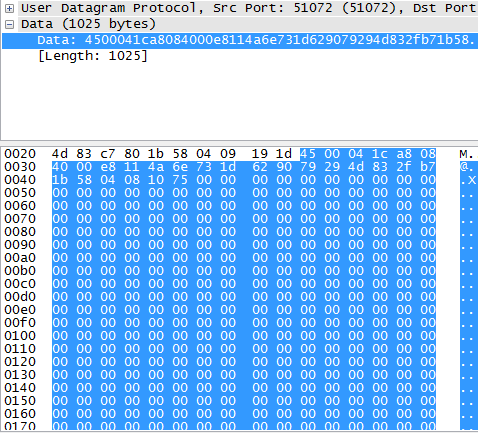 User Datagram Protocol, Src Port: 51072 (51072), Dst Port
Data (1025 bytes)
Data: 4500041ca8084000e8114a6e731d629079294d832fb71b58.
[Length: 1025]
0020 4d 83 c7 80 1b 58 04 09 19 1d 45 00 04 1c a8 08 M.
0030 40 00 e8 11 4a 6e 73 1d 62 90 79 29 4d 83 2f b7 @.
0040 1b 58 04 08 10 75 00 00 00 00 00 00 00 00 00 00 .X
0050 00 00 00 00 00 00 00 00 00 00 00 00 00 00 00 00 ..
0060 00 00 00 00 00 00 00 00 00 00 00 00 00 00 00 00 ..
0070 00 00 00 00 00 00 00 00 00 00 00 00 00 00 00 00 ..
0080 00 00 00 00 00 00 00 00 00 00 00 00 00 00 00 00 ..
0090 00 00 00 00 00 00 00 00 00 00 00 00 00 00 00 00 ..
00a0 00 00 00 00 00 00 00 00 00 00 00 00 00 00 00 00 ..
00b0 00 00 00 00 00 00 00 00 00 00 00 00 00 00 00 00 ..
00c0 00 00 00 00 00 00 00 00 00 00 00 00 00 00 00 00 ..
00d0 00 00 00 00 00 00 00 00 00 00 00 00 00 00 00 00 ..
00e0 00 00 00 00 00 00 00 00 00 00 00 00 00 00 00 00 ..
00f0 00 00 00 00 00 00 00 00 00 00 00 00 00 00 00 00 ..
0100 00 00 00 00 00 00 00 00 00 00 00 00 00 00 00 00 ..
0110 00 00 00 00 00 00 00 00 00 00 00 00 00 00 00 00 ..
0120 00 00 00 00 00 00 00 00 00 00 00 00 00 00 00 00 ..
0130 00 00 00 00 00 00 00 00 00 00 00 00 00 00 00 00 ..
0140 00 00 00 00 00 00 00 00 00 00 00 00 00 00 00 00 ..
0150 00 00 00 00 00 00 00 00 00 00 00 00 00 00 00 00 ..
0160 00 00 00 00 00 00 00 00 00 00 00 00 00 00 00 00 ..
0170 00 00 00 00 00 00 00 00 00 00 00 00 00 00 00 00 ..